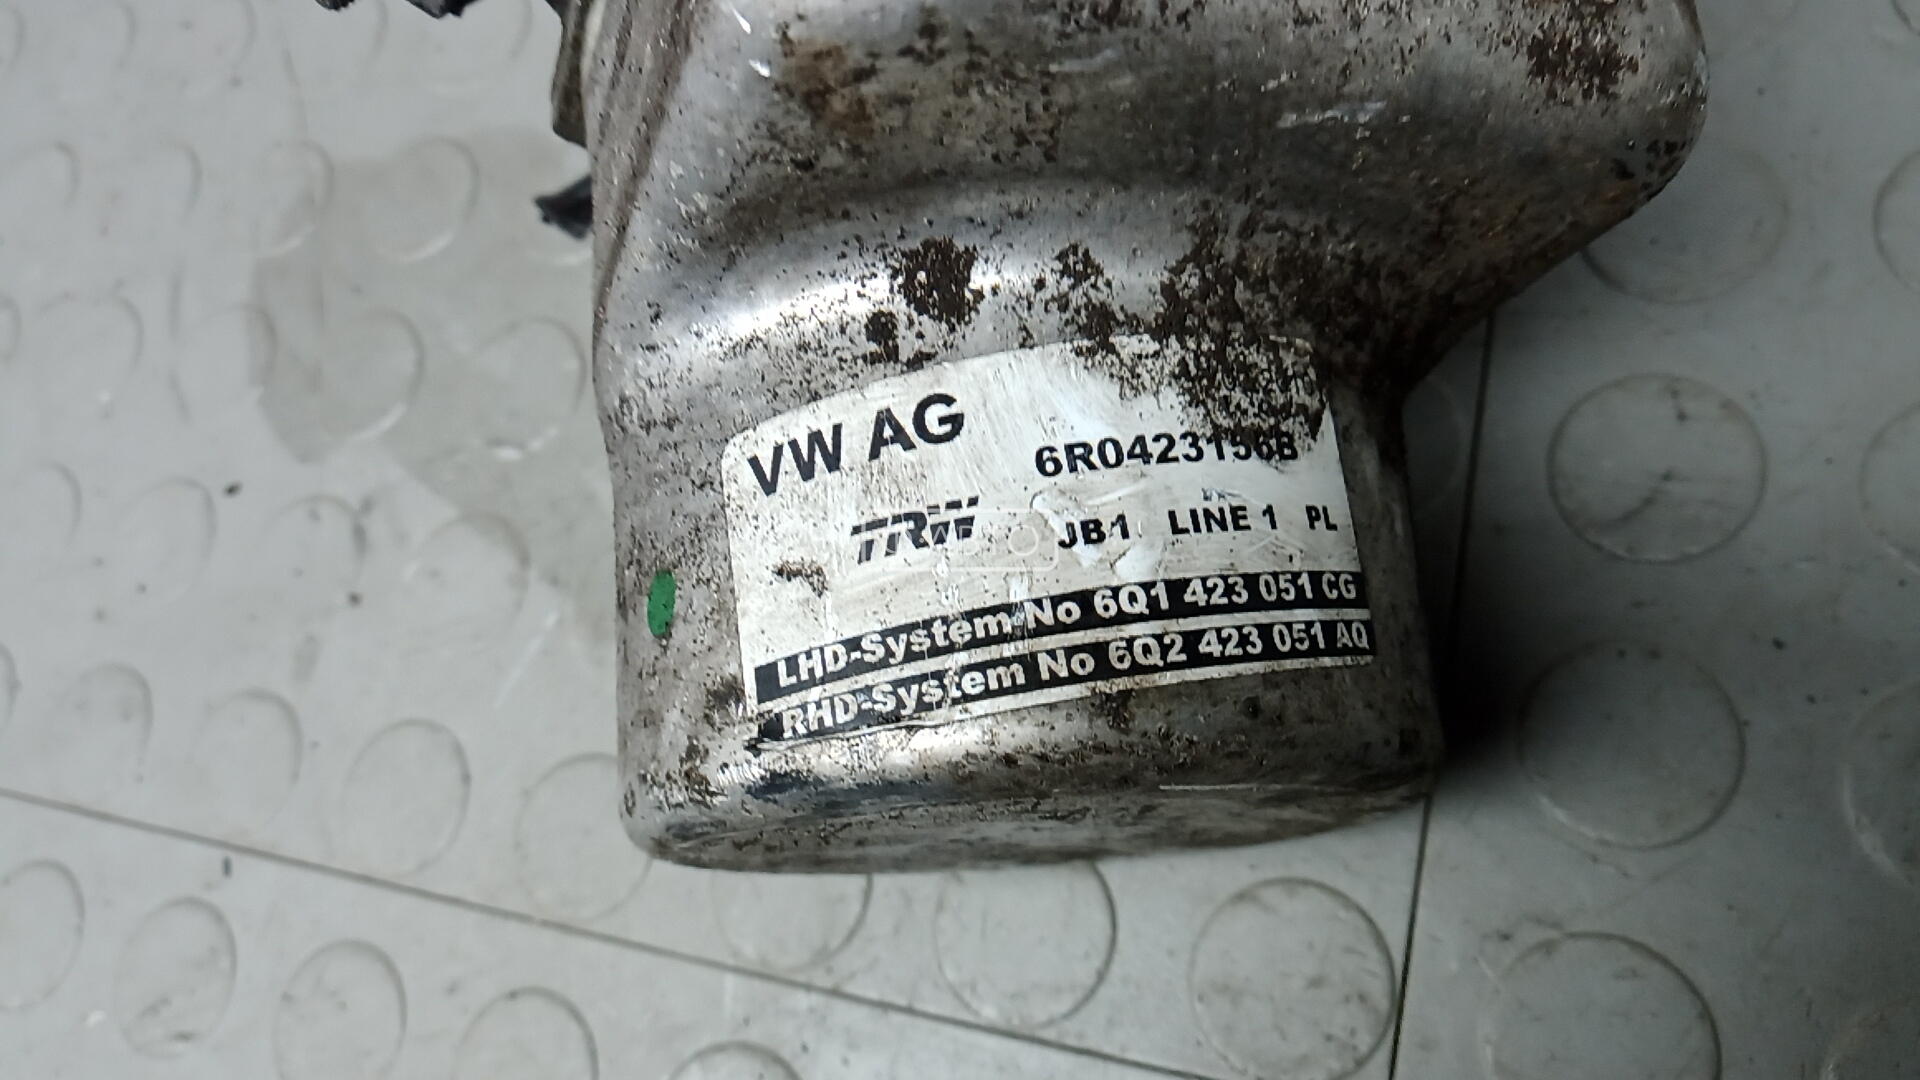 VW AG 6R0423156B
TRW JB1 LINE 1 PL
LHD-System No 6Q1 423 051 CG
RHD-System No 6Q2 423 051 AQ